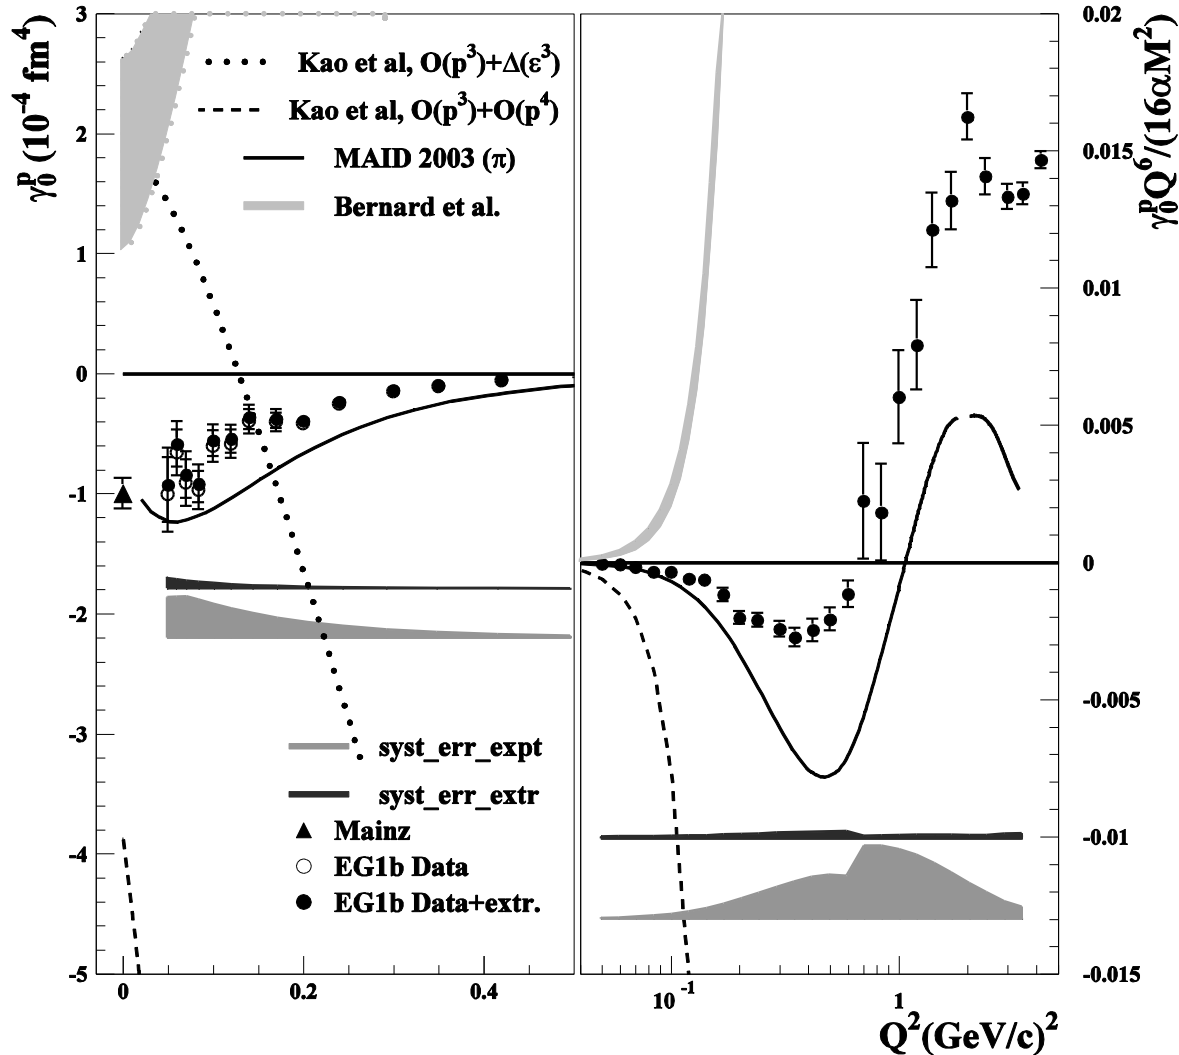 γ₀ᵖ (10⁻⁴ fm⁴)
3
2
1
0
-1
-2
-3
-4
-5
Kao et al, O(p³)+Δ(ε³)
Kao et al, O(p³)+O(p⁴)
MAID 2003 (π)
Bernard et al.
syst_err_expt
syst_err_extr
Mainz
EG1b Data
EG1b Data+extr.
0
0.2
0.4
0.02
0.015
0.01
0.005
0
-0.005
-0.01
-0.015
γ₀ᵖQ⁶/(16αM²)
10⁻¹
1
Q²(GeV/c)²